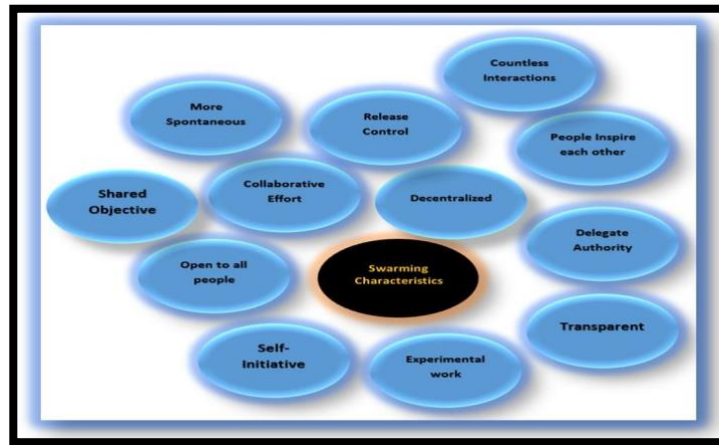 Countless
Interactions
More
Spontaneous
Release
Control
People Inspire
each other
Shared
Objective
Collaborative
Effort
Decentralized
Delegate
Authority
Open to all
people
Swarming
Characteristics
Transparent
Self-
Initiative
Experimental
work